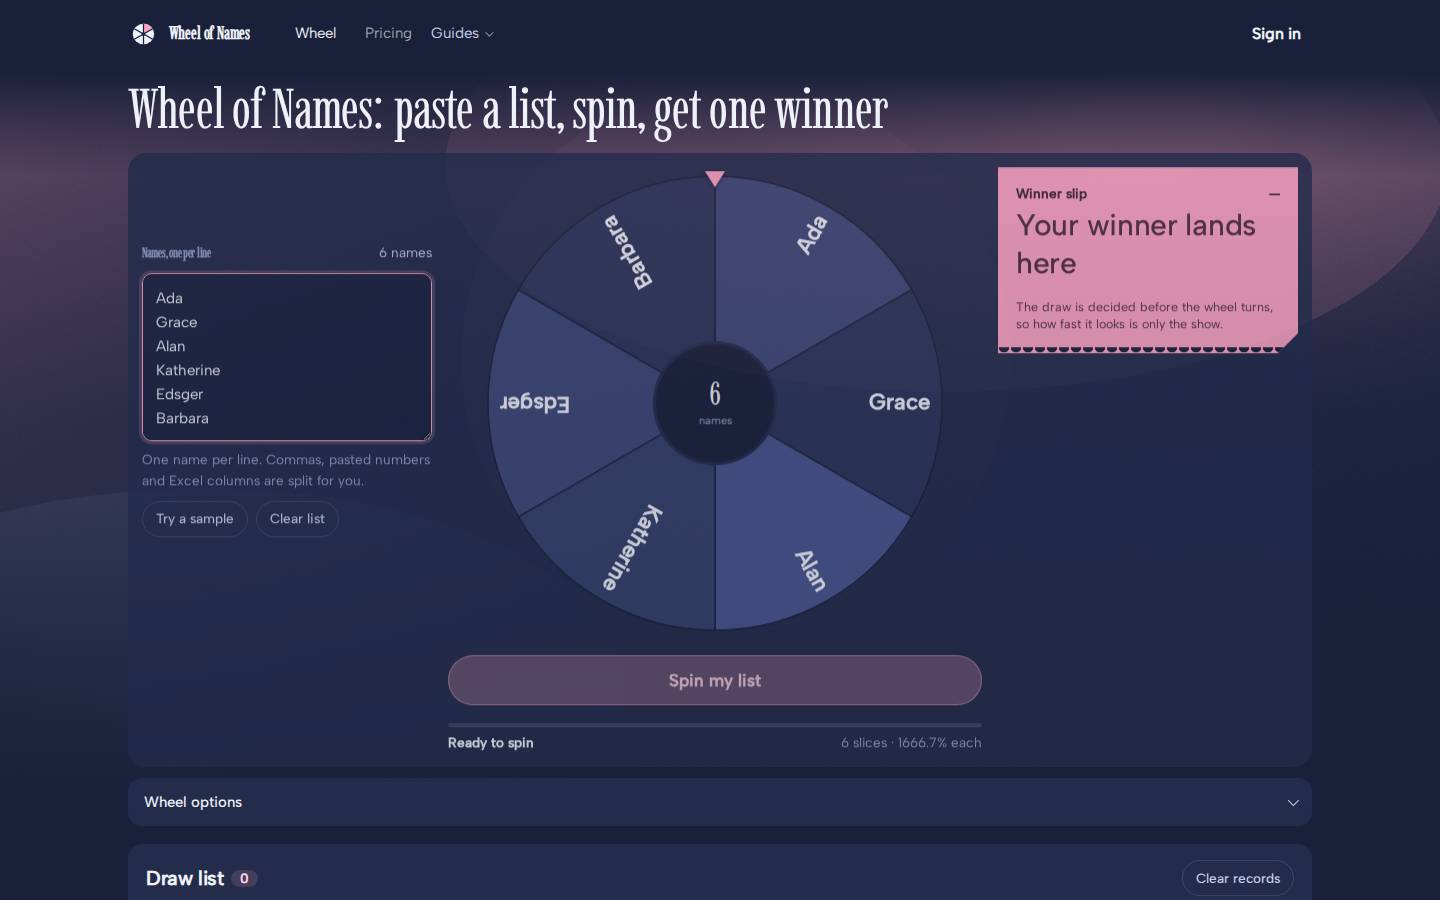 Wheel of Names
Wheel
Pricing
Guides
Sign in
Wheel of Names: paste a list, spin, get one winner
Names, one per line
6 names
Ada
Grace
Alan
Katherine
Edsger
Barbara
One name per line. Commas, pasted numbers
and Excel columns are split for you.
Try a sample
Clear list
Barbara
Ada
Edsger
6
names
Grace
Katherine
Alan
Spin my list
Ready to spin
6 slices · 1666.7% each
Winner slip
Your winner lands
here
The draw is decided before the wheel turns,
so how fast it looks is only the show.
Wheel options
Draw list 0
Clear records